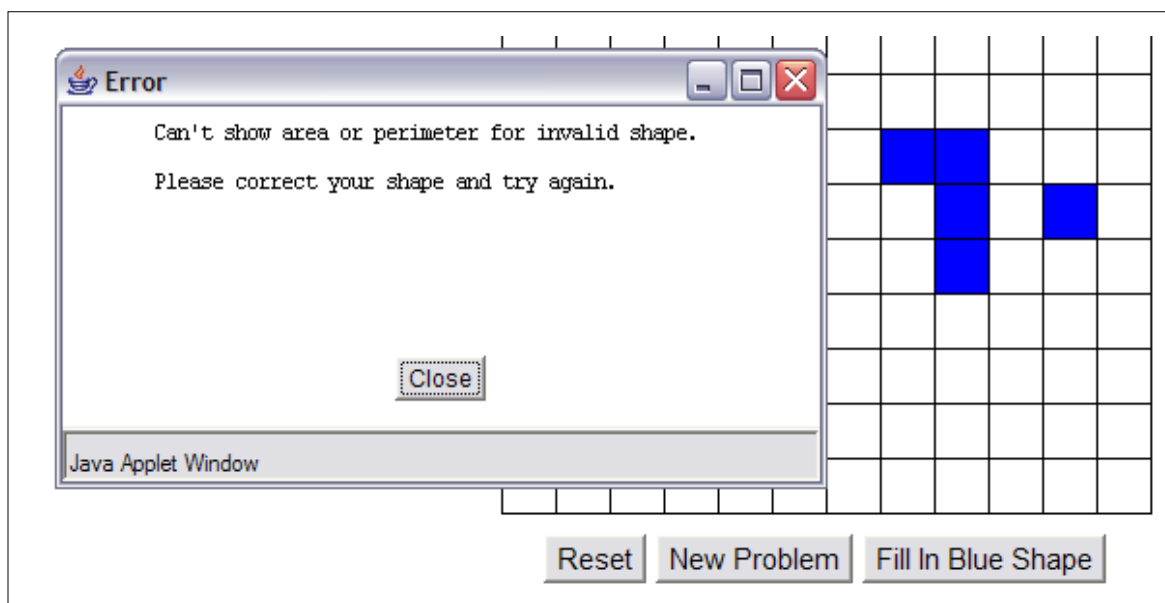 Error
Can't show area or perimeter for invalid shape.
Please correct your shape and try again.
Close
Java Applet Window
Reset New Problem Fill In Blue Shape